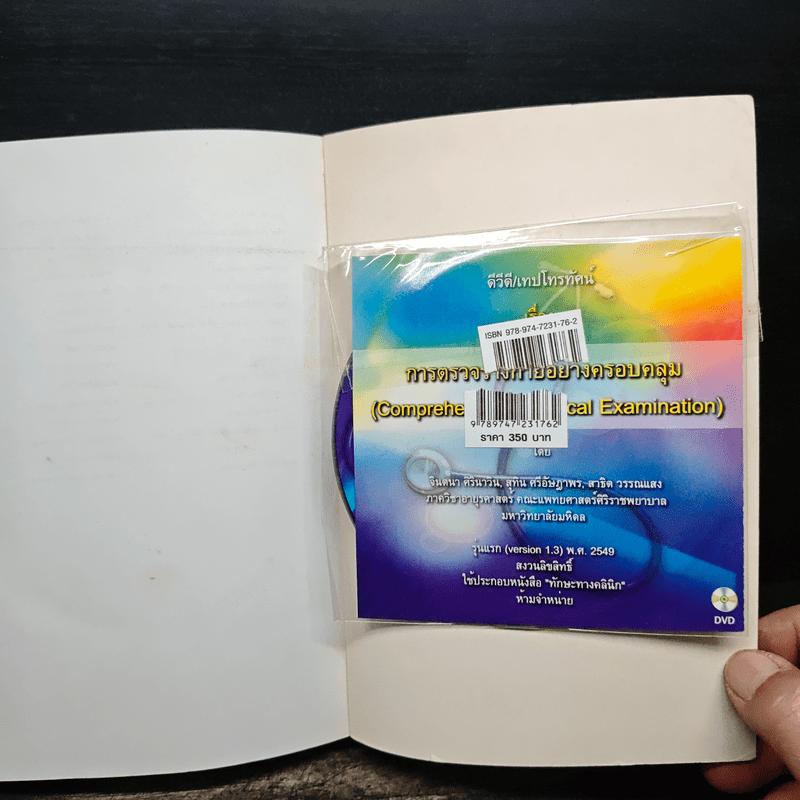 ดีวีดี/เทปโทรทัศน์
ISBN 978-974-7231-76-2
การตรวจร่างกายอย่างครอบคลุม
(Comprehe cal Examination)
9 789747 231762
ราคา 350 บาท
โดย
จินตนา ศิรินาวิน, สุทิน ศรีอัษฎาพร, สาธิต วรรณแสง
ภาควิชาอายุรศาสตร์ คณะแพทยศาสตร์ศิริราชพยาบาล
มหาวิทยาลัยมหิดล
รุ่นแรก (version 1.3) พ.ศ. 2549
สงวนลิขสิทธิ์
ใช้ประกอบหนังสือ "ทักษะทางคลินิก"
ห้ามจำหน่าย
DVD